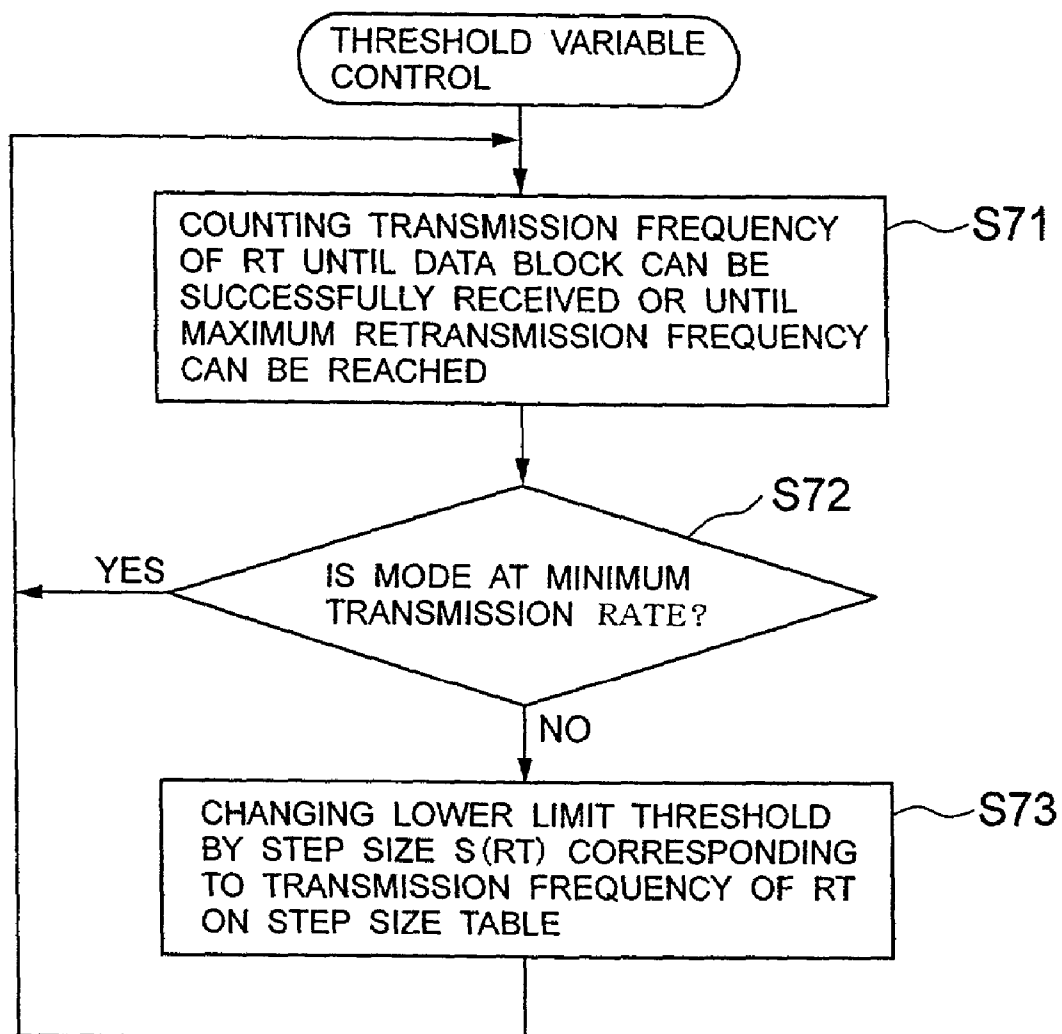 THRESHOLD VARIABLE
CONTROL
COUNTING TRANSMISSION FREQUENCY
OF RT UNTIL DATA BLOCK CAN BE
SUCCESSFULLY RECEIVED OR UNTIL
MAXIMUM RETRANSMISSION FREQUENCY
CAN BE REACHED
S71
S72
YES
IS MODE AT MINIMUM
TRANSMISSION RATE?
NO
CHANGING LOWER LIMIT THRESHOLD
BY STEP SIZE S(RT) CORRESPONDING
TO TRANSMISSION FREQUENCY OF RT
ON STEP SIZE TABLE
S73